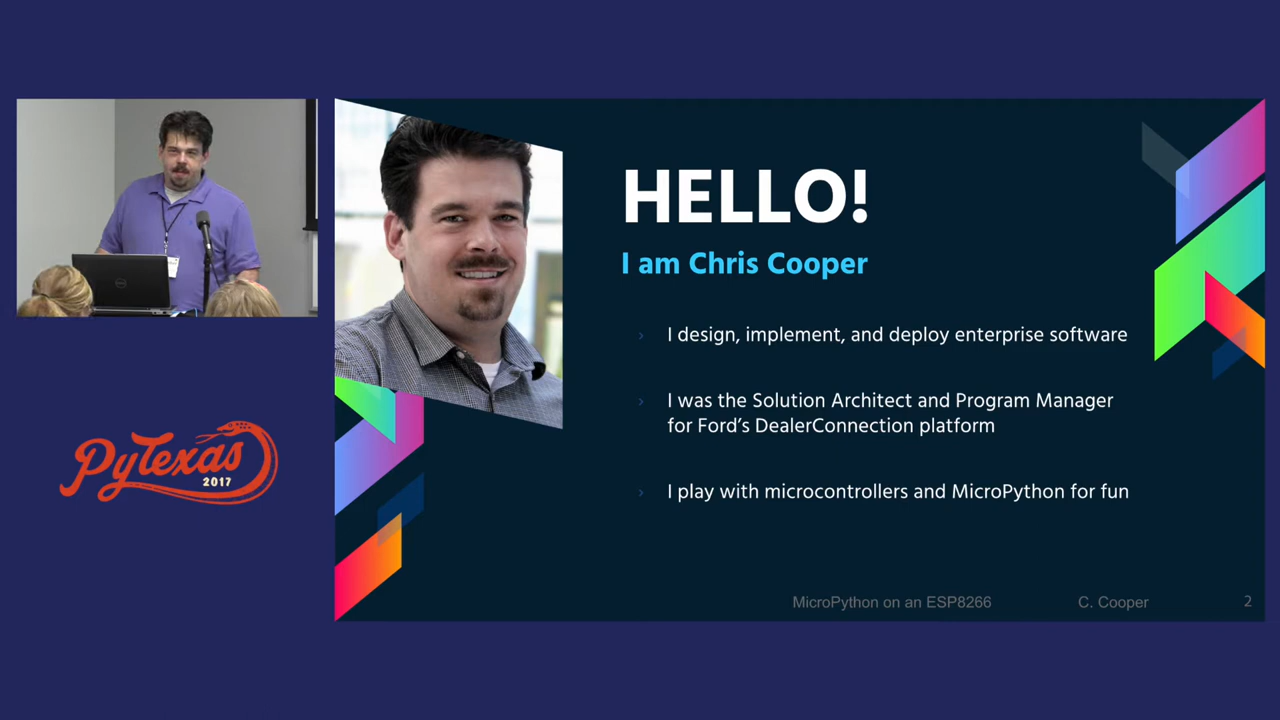 HELLO!
I am Chris Cooper
› I design, implement, and deploy enterprise software
› I was the Solution Architect and Program Manager
for Ford’s DealerConnection platform
› I play with microcontrollers and MicroPython for fun
MicroPython on an ESP8266 C. Cooper 2
PyTexas
2017